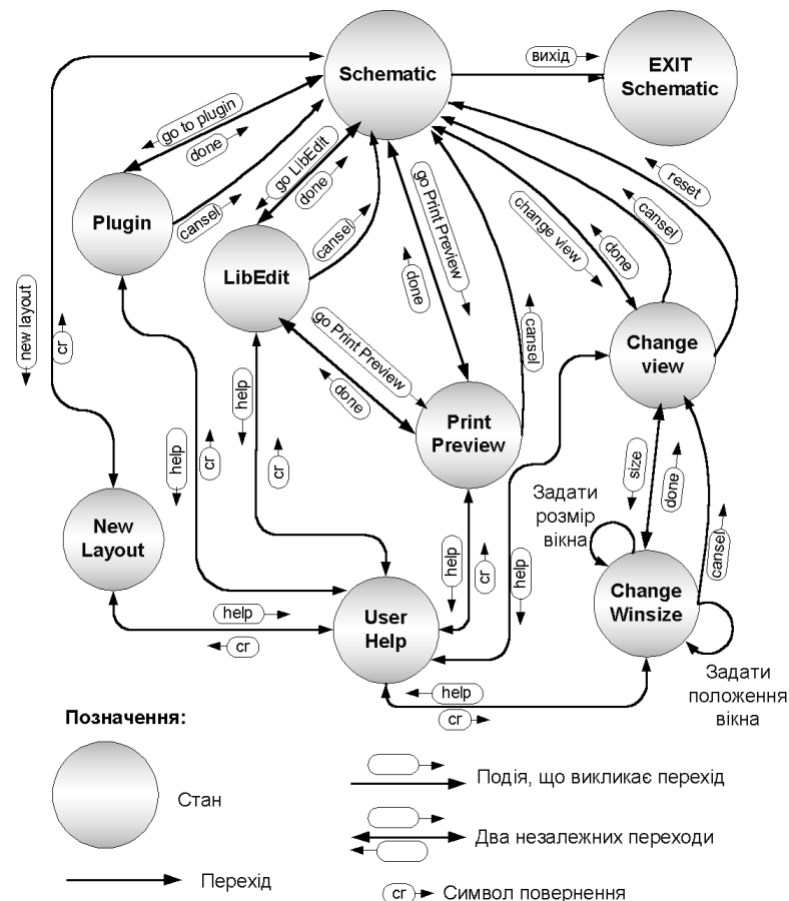 Schematic
вихід
EXIT
Schematic
go to plugin
done
go LibEdit
done
cansel
Plugin
cansel
LibEdit
go Print Preview
done
change view
done
cansel
reset
new layout
cr
go Print Preview
done
cansel
Change
view
help
cr
help
cr
Print
Preview
size
done
cansel
Задати
розмір
вікна
New
Layout
help
cr
help
Change
Winsize
help
cr
User
Help
Задати
положення
вікна
help
cr
Позначення:
Стан
Подія, що викликає перехід
Два незалежних переходи
Перехід
cr
Символ повернення